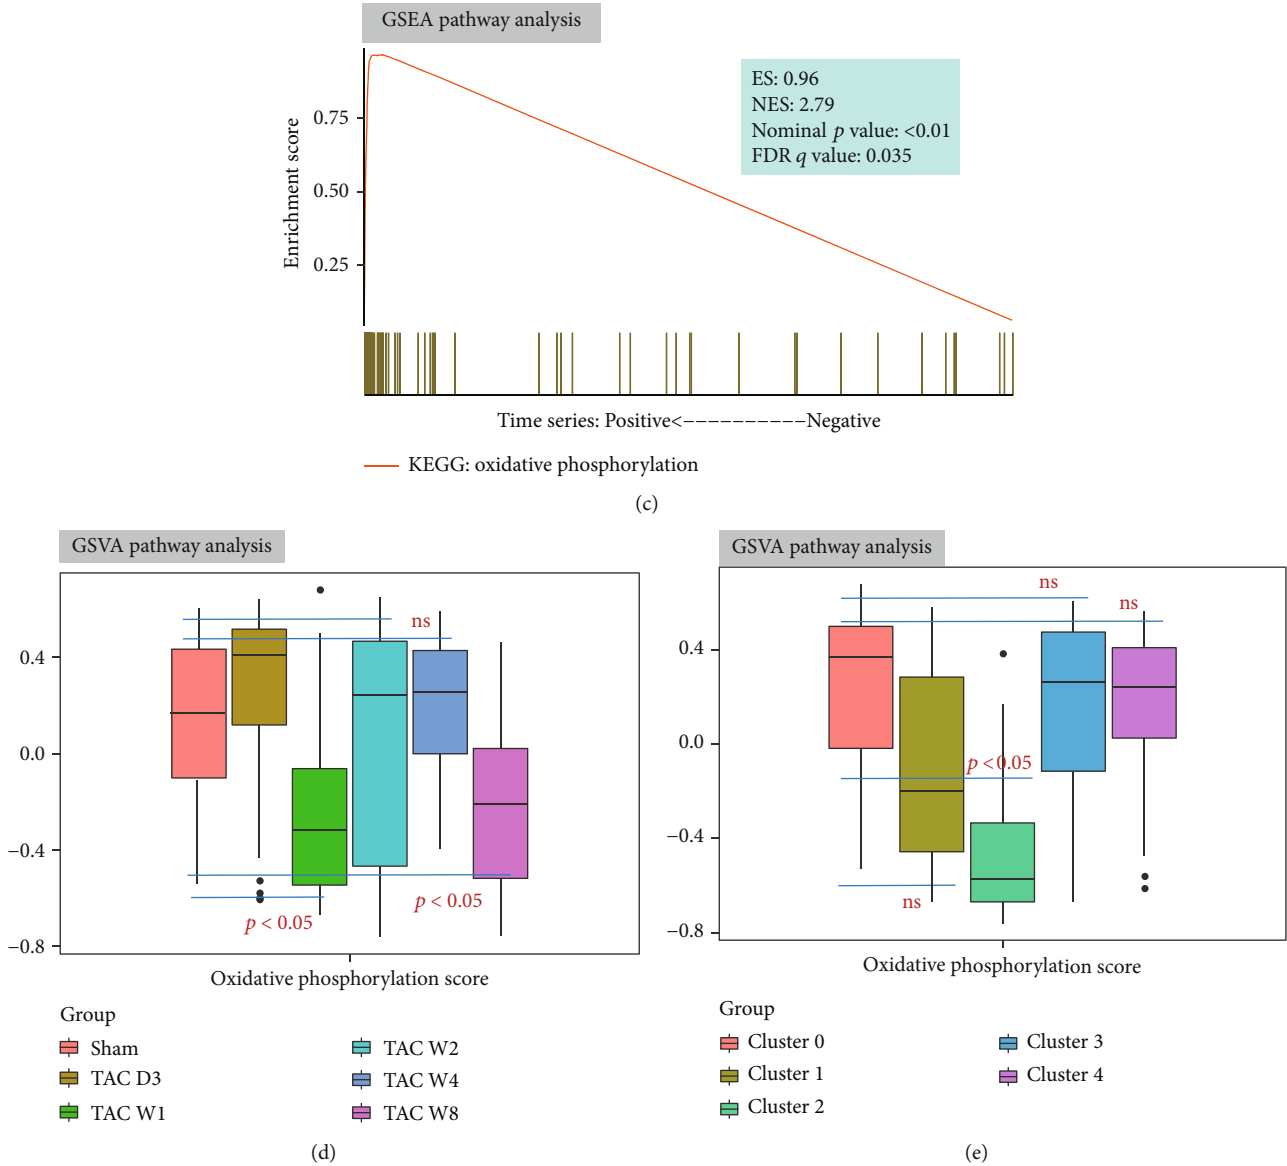 GSEA pathway analysis
ES: 0.96
NES: 2.79
Nominal p value: <0.01
FDR q value: 0.035
Enrichment score
0.75
0.50
0.25
Time series: Positive<−−−−−−−−−−−Negative
KEGG: oxidative phosphorylation
(c)
GSVA pathway analysis
0.4
0.0
−0.4
−0.8
ns
p < 0.05
p < 0.05
Oxidative phosphorylation score
Group
Sham
TAC D3
TAC W1
TAC W2
TAC W4
TAC W8
(d)
GSVA pathway analysis
0.4
0.0
−0.4
−0.8
ns
ns
p < 0.05
ns
Oxidative phosphorylation score
Group
Cluster 0
Cluster 1
Cluster 2
Cluster 3
Cluster 4
(e)